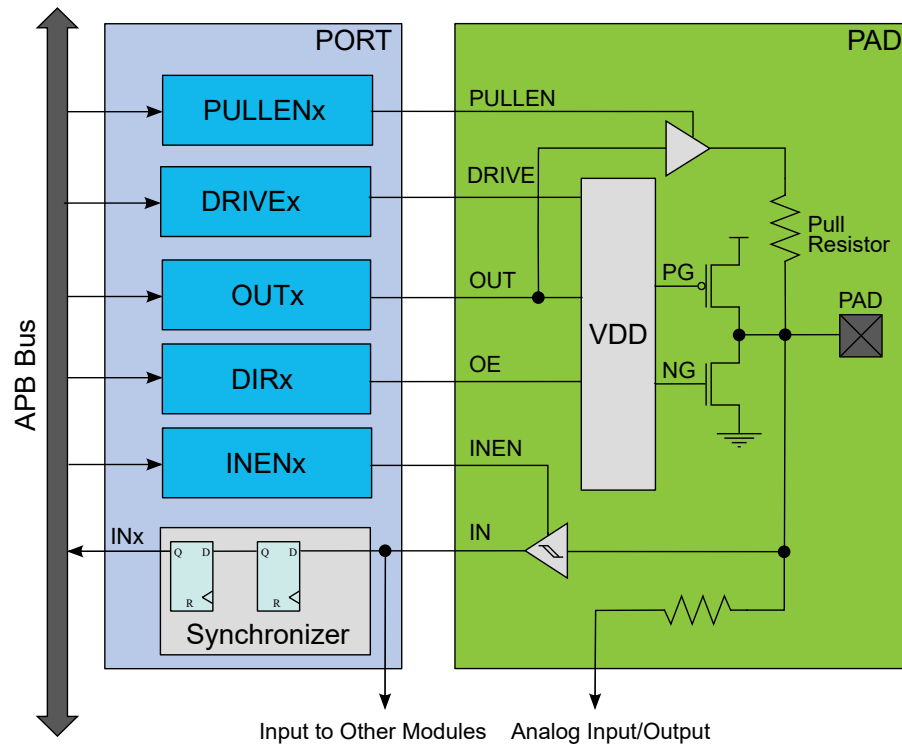 PORT
PAD
PULLENx
PULLEN
DRIVEx
DRIVE
Pull
Resistor
OUTx
OUT
PG
PAD
VDD
DIRx
OE
NG
APB Bus
INENx
INEN
INx
IN
Q D
R
Q D
R
Synchronizer
Input to Other Modules
Analog Input/Output